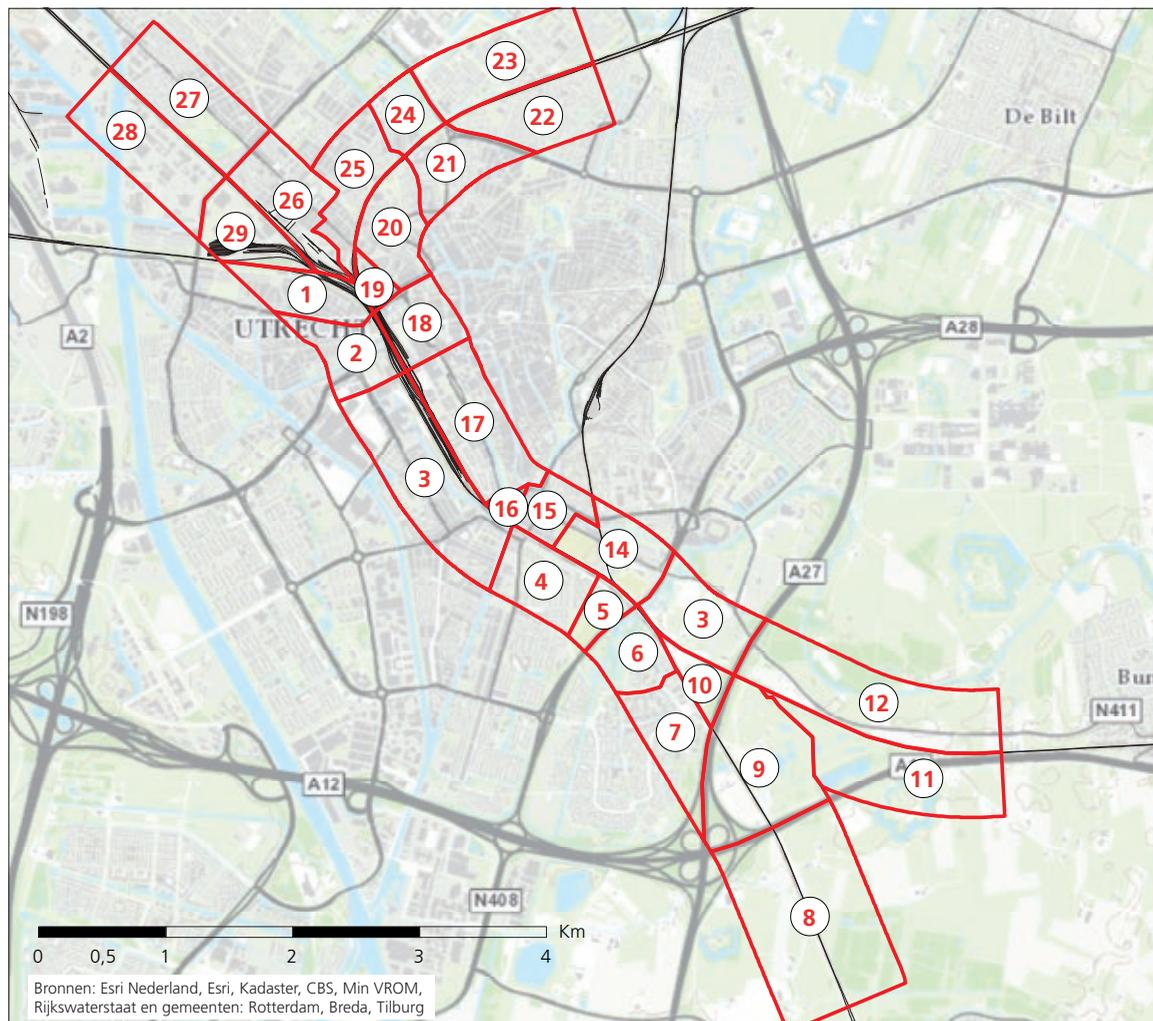 23
27
24
22
28
De Bilt
21
25
26
20
29
19
1
18
UTRECH
A2
A28
2
17
3
16
15
14
A27
4
5
3
N198
6
10
12
N411
7
9
11
A12
N408
8
Km
0 0,5 1 2 3 4
Bronnen: Esri Nederland, Esri, Kadaster, CBS, Min VROM,
Rijkswaterstaat en gemeenten: Rotterdam, Breda, Tilburg